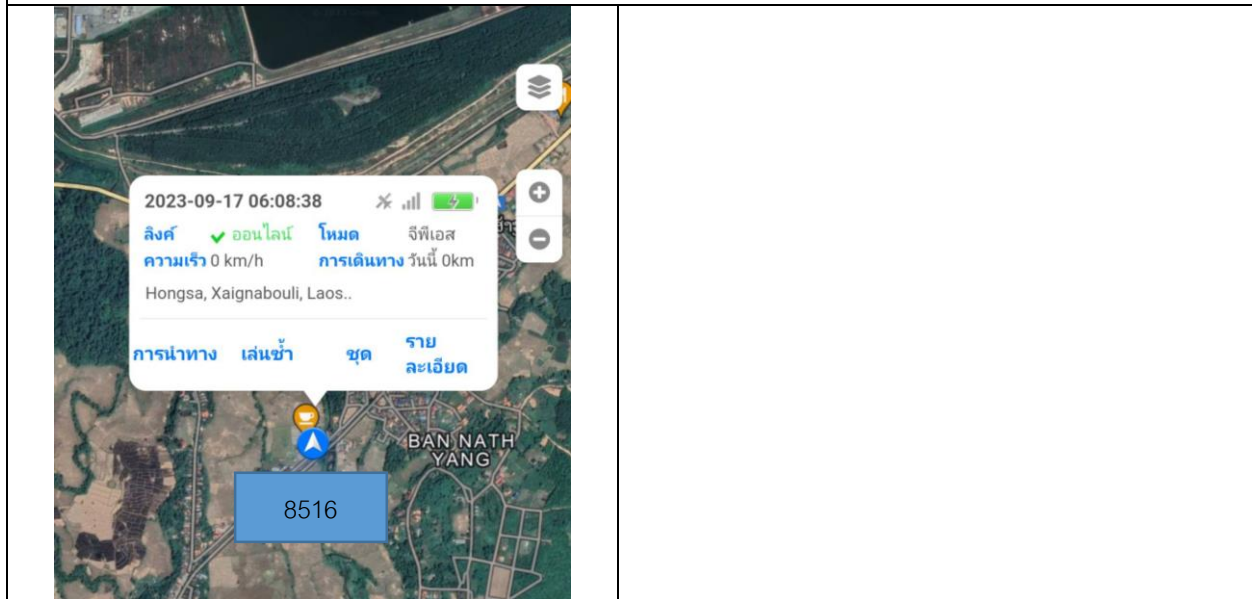 2023-09-17 06:08:38
ลิงค์ ออนไลน์ โหมด จีพีเอส
ความเร็ว 0 km/h การเดินทาง วันนี้ 0km
Hongsa, Xaignabouli, Laos..
การนำทาง เล่นซ้ำ ชุด ราย
ละเอียด
BAN NATH
YANG
8516